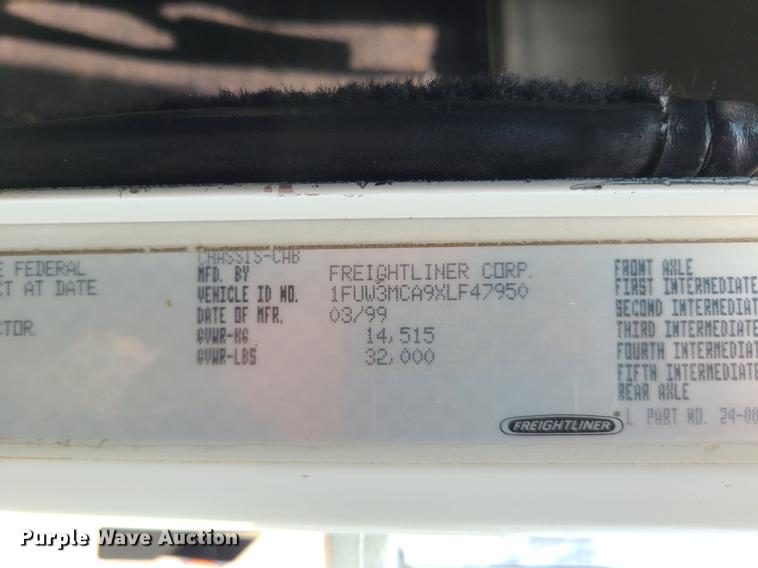 E FEDERAL
CT AT DATE
CTOR.
CHASSIS-CAB
MFD. BY FREIGHTLINER CORP.
VEHICLE ID NO. 1FUW3MCA9XLF47950
DATE OF MFR. 03/99
GVWR-KG 14,515
GVWR-LBS 32,000
FRONT AXLE
FIRST INTERMEDIATE
SECOND INTERMEDIAT
THIRD INTERMEDIATE
FOURTH INTERMEDIAT
FIFTH INTERMEDIATE
REAR AXLE
FREIGHTLINER
L PART NO. 24-00
Purple Wave Auction